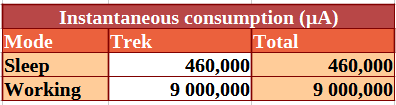 Instantaneous consumption (µA)
Mode Trek Total
Sleep 460,000 460,000
Working 9 000,000 9 000,000